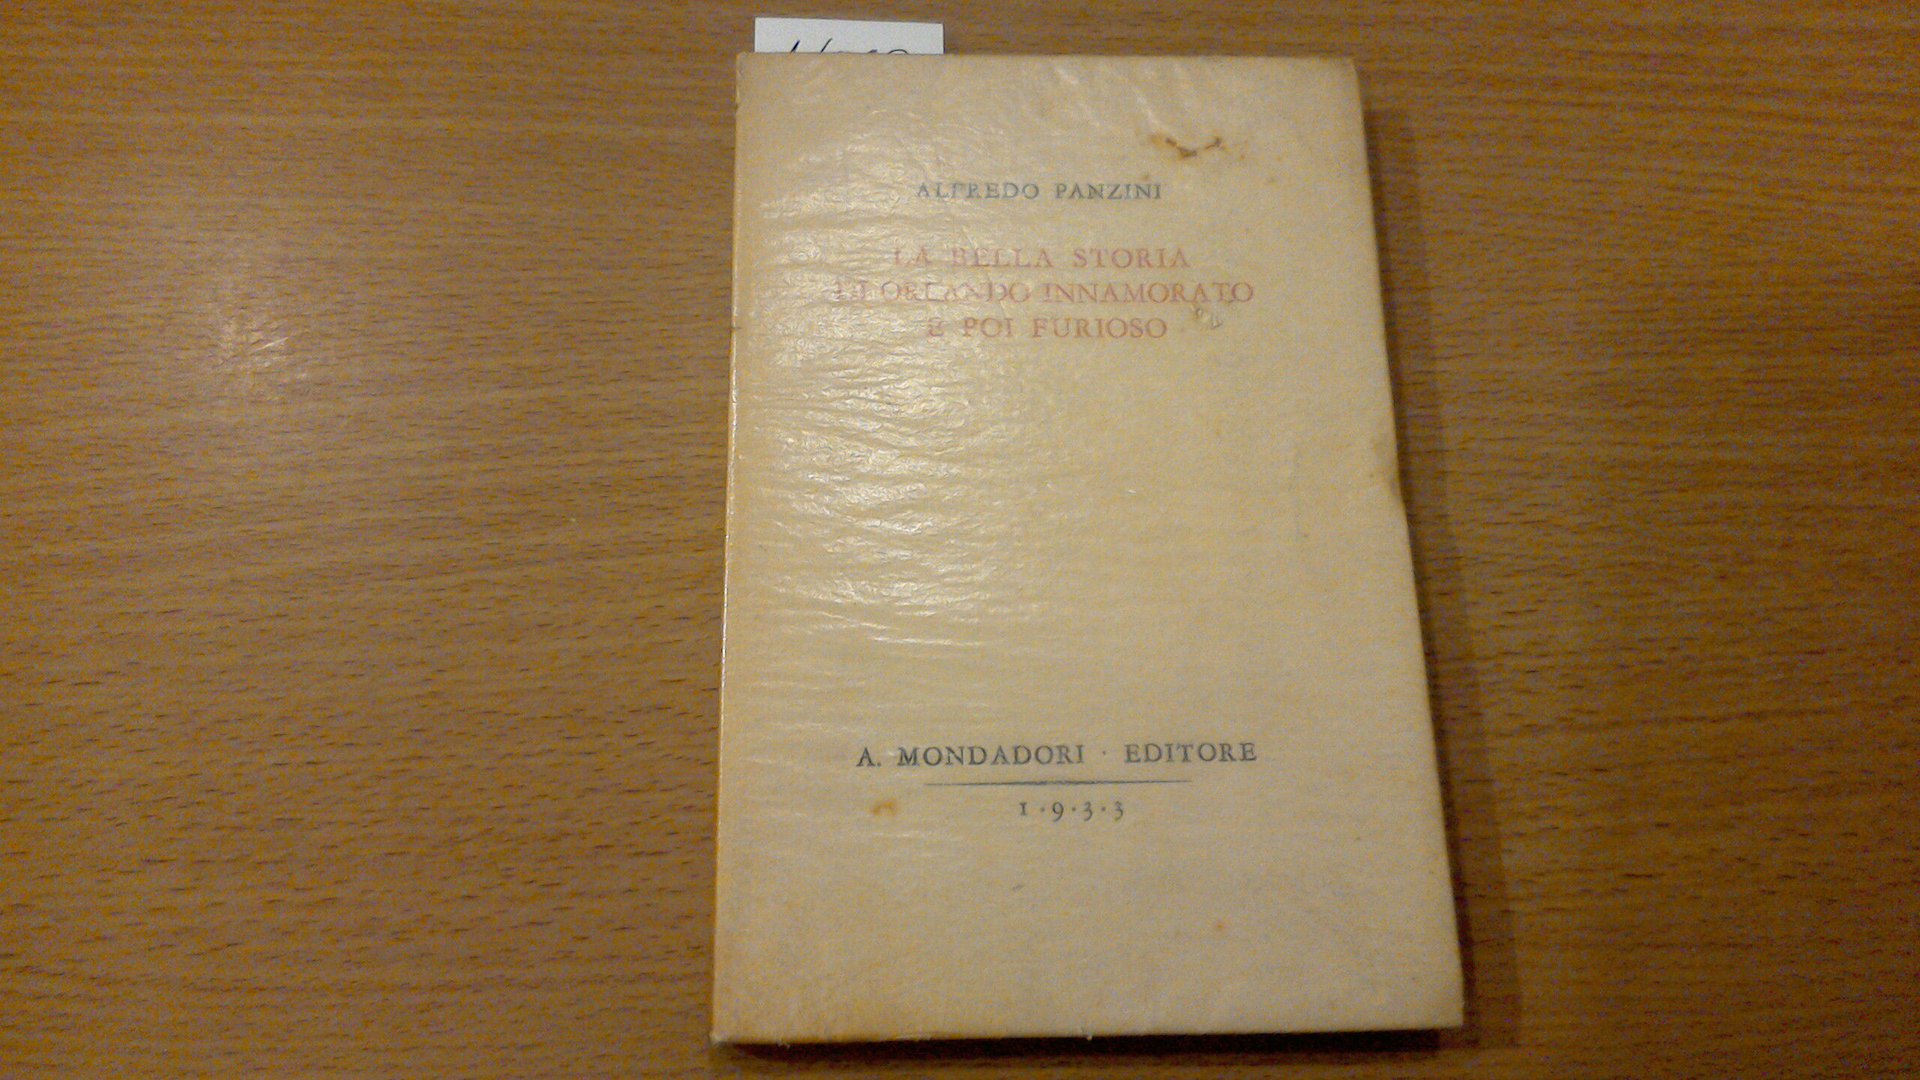 ALFREDO PANZINI
LA BELLA STORIA
DI ORLANDO INNAMORATO
E POI FURIOSO
A. MONDADORI · EDITORE
1·9·3·3